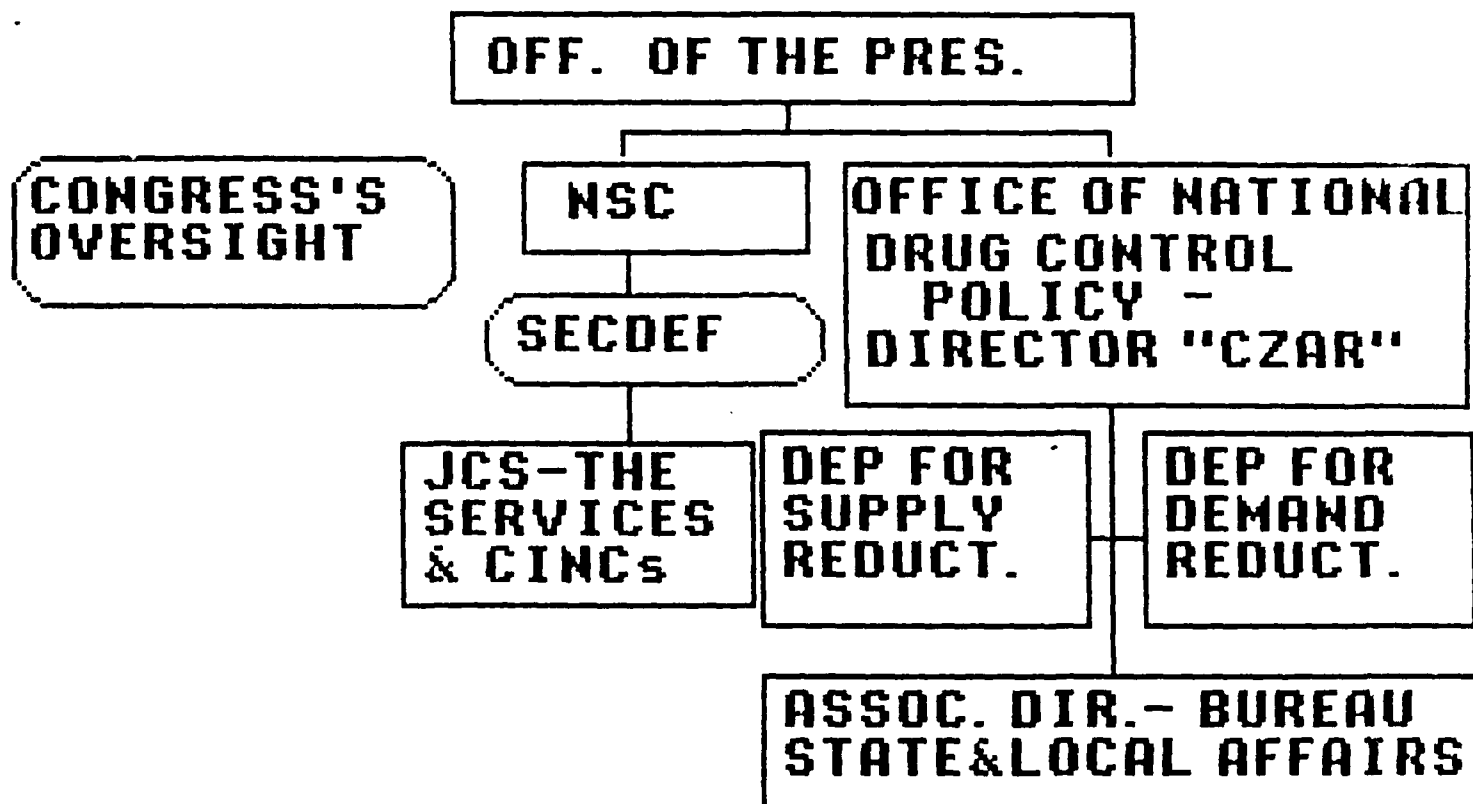 OFF. OF THE PRES.
CONGRESS'S
OVERSIGHT
NSC
OFFICE OF NATIONAL
DRUG CONTROL
POLICY -
DIRECTOR "CZAR"
SECDEF
JCS-THE
SERVICES
& CINCs
DEP FOR
SUPPLY
REDUCT.
DEP FOR
DEMAND
REDUCT.
ASSOC. DIR.- BUREAU
STATE&LOCAL AFFAIRS